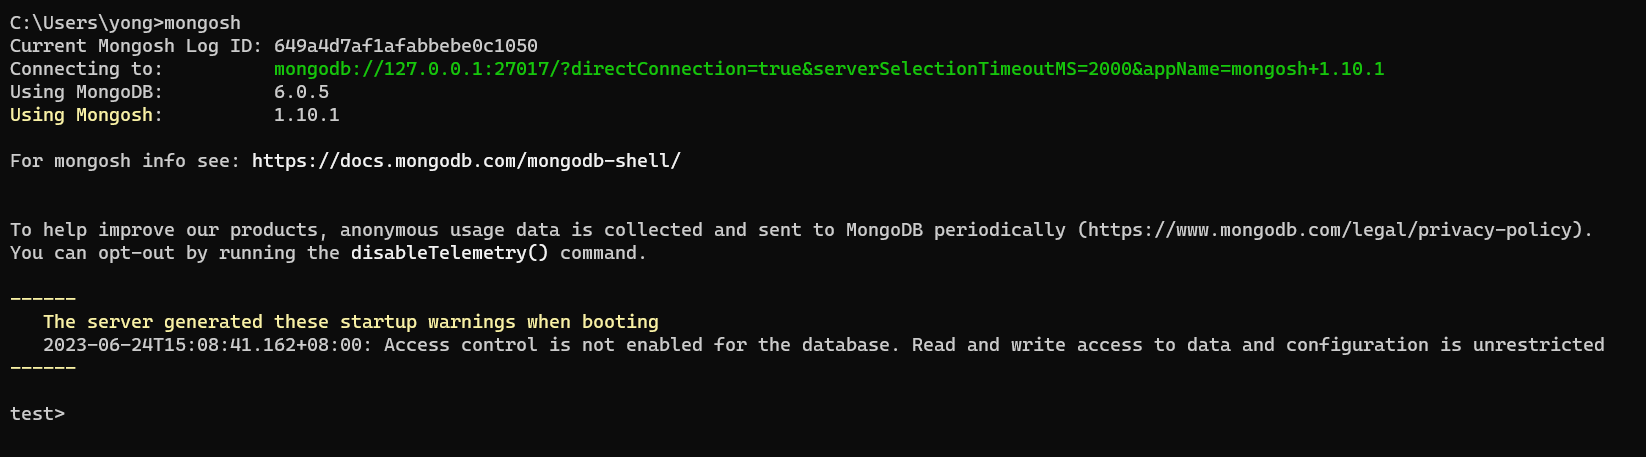 C:\Users\yong>mongosh
Current Mongosh Log ID: 649a4d7af1afabbebe0c1050
Connecting to:          mongodb://127.0.0.1:27017/?directConnection=true&serverSelectionTimeoutMS=2000&appName=mongosh+1.10.1
Using MongoDB:          6.0.5
Using Mongosh:          1.10.1
For mongosh info see: https://docs.mongodb.com/mongodb-shell/
To help improve our products, anonymous usage data is collected and sent to MongoDB periodically (https://www.mongodb.com/legal/privacy-policy).
You can opt-out by running the disableTelemetry() command.
------
   The server generated these startup warnings when booting
   2023-06-24T15:08:41.162+08:00: Access control is not enabled for the database. Read and write access to data and configuration is unrestricted
------
test>